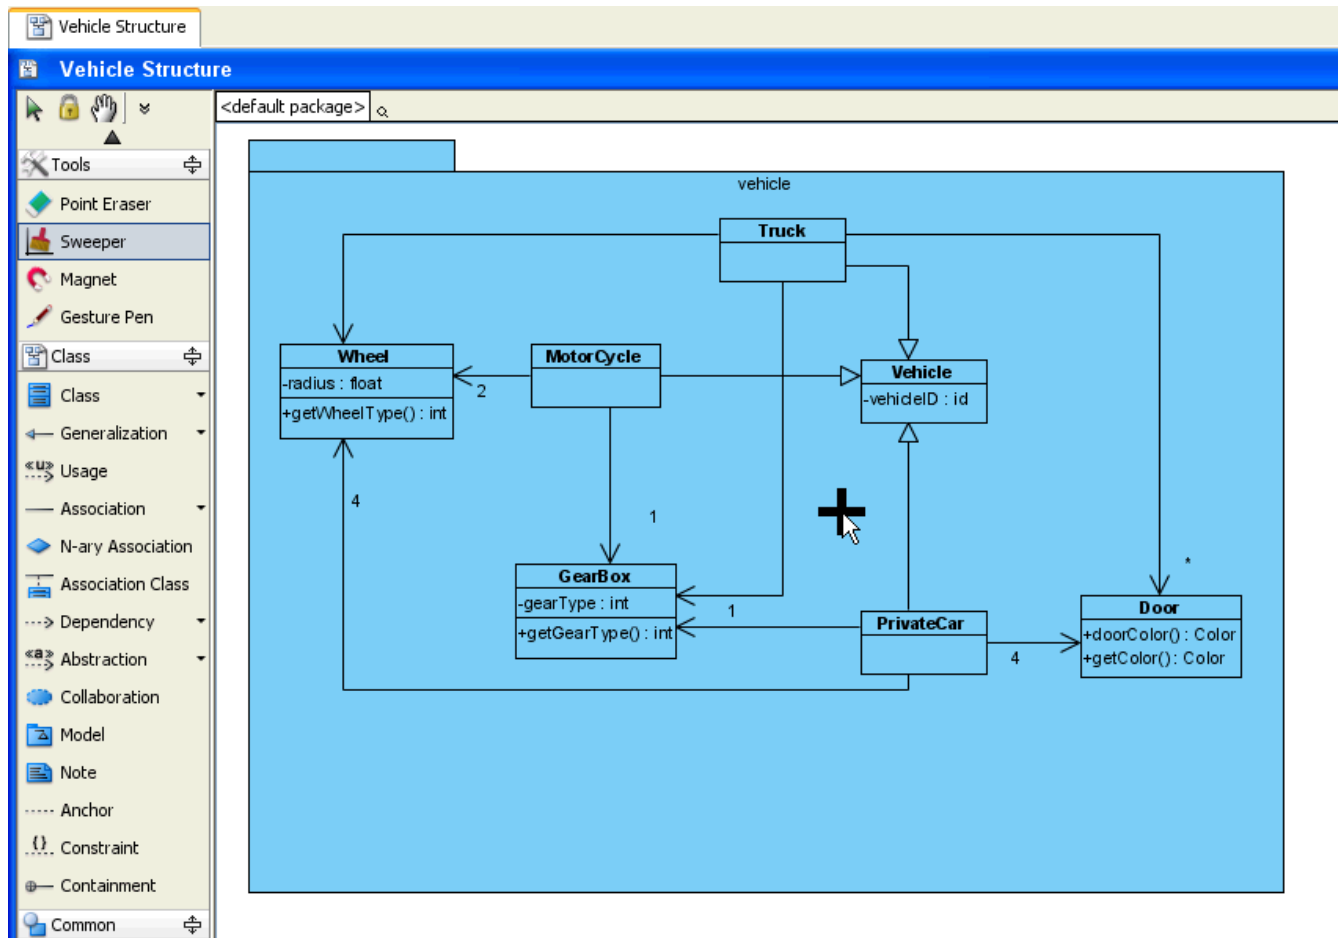 Vehicle Structure
Vehicle Structure
<default package>
Tools
Point Eraser
Sweeper
Magnet
Gesture Pen
Class
Class
Generalization
«u»
Usage
Association
N-ary Association
Association Class
Dependency
«a»
Abstraction
Collaboration
Model
Note
Anchor
{}
Constraint
Containment
Common
vehicle
Truck
Wheel
-radius : float
+getWheelType() : int
MotorCycle
Vehicle
-vehicleID : id
2
4
1
GearBox
-gearType : int
+getGearType() : int
1
PrivateCar
4
*
Door
+doorColor() : Color
+getColor() : Color